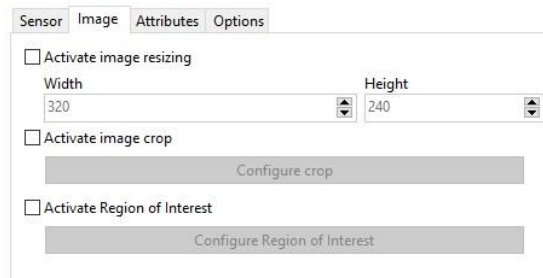 Sensor Image Attributes Options
Activate image resizing
Width Height
320 240
Activate image crop
Configure crop
Activate Region of Interest
Configure Region of Interest